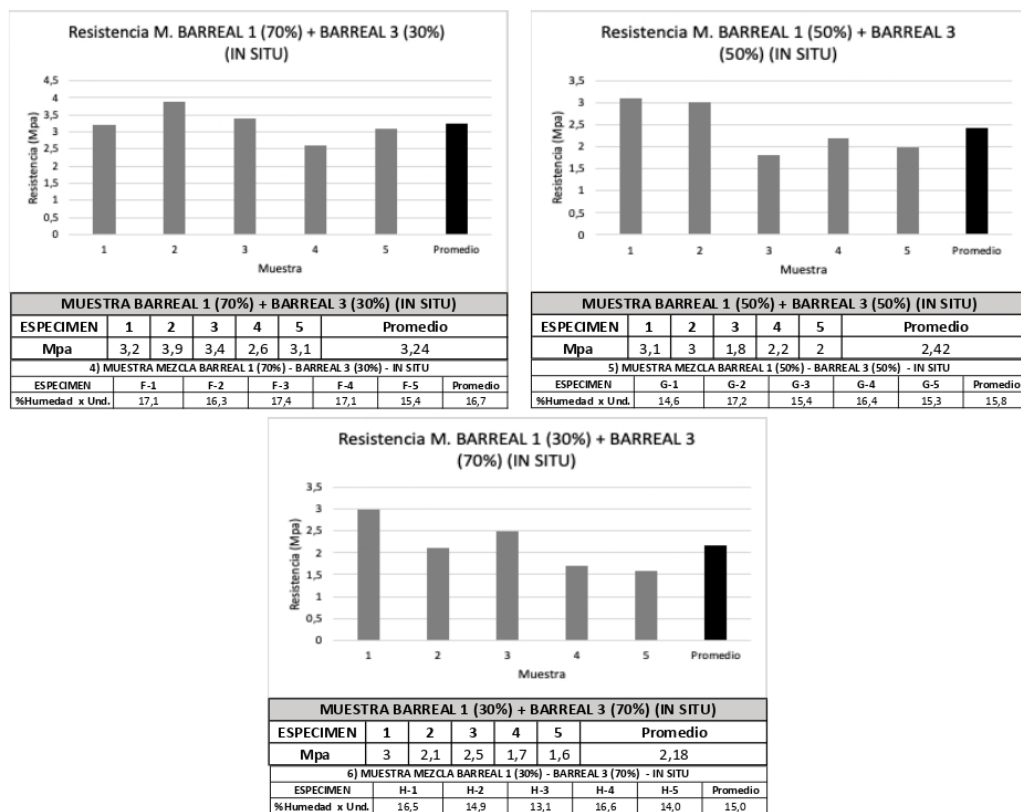 Resistencia M. BARREAL 1 (70%) + BARREAL 3 (30%)
(IN SITU)
4,5
4
3,5
3
2,5
2
1,5
1
0,5
0
Resistencia (Mpa)
1 2 3 4 5 Promedio
Muestra
MUESTRA BARREAL 1 (70%) + BARREAL 3 (30%) (IN SITU)
ESPECIMEN 1 2 3 4 5 Promedio
Mpa 3,2 3,9 3,4 2,6 3,1 3,24
4) MUESTRA MEZCLA BARREAL 1 (70%) - BARREAL 3 (30%) - IN SITU
ESPECIMEN F-1 F-2 F-3 F-4 F-5 Promedio
%Humedad x Und. 17,1 16,3 17,4 17,1 15,4 16,7
Resistencia M. BARREAL 1 (50%) + BARREAL 3
(50%) (IN SITU)
3,5
3
2,5
2
1,5
1
0,5
0
Resistencia (Mpa)
1 2 3 4 5 Promedio
Muestra
MUESTRA BARREAL 1 (50%) + BARREAL 3 (50%) (IN SITU)
ESPECIMEN 1 2 3 4 5 Promedio
Mpa 3,1 3 1,8 2,2 2 2,42
5) MUESTRA MEZCLA BARREAL 1 (50%) - BARREAL 3 (50%) - IN SITU
ESPECIMEN G-1 G-2 G-3 G-4 G-5 Promedio
%Humedad x Und. 14,6 17,2 15,4 16,4 15,3 15,8
Resistencia M. BARREAL 1 (30%) + BARREAL 3
(70%) (IN SITU)
3,5
3
2,5
2
1,5
1
0,5
0
Resistencia (Mpa)
1 2 3 4 5 Promedio
Muestra
MUESTRA BARREAL 1 (30%) + BARREAL 3 (70%) (IN SITU)
ESPECIMEN 1 2 3 4 5 Promedio
Mpa 3 2,1 2,5 1,7 1,6 2,18
6) MUESTRA MEZCLA BARREAL 1 (30%) - BARREAL 3 (70%) - IN SITU
ESPECIMEN H-1 H-2 H-3 H-4 H-5 Promedio
%Humedad x Und. 16,5 14,9 13,1 16,6 14,0 15,0